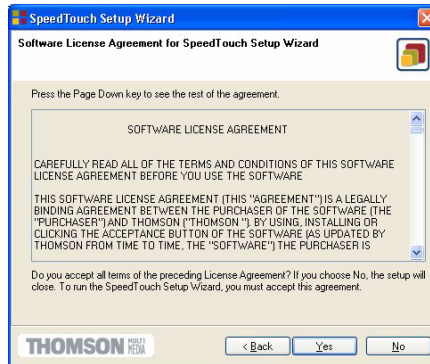 SpeedTouch Setup Wizard
Software License Agreement for SpeedTouch Setup Wizard
Press the Page Down key to see the rest of the agreement.
SOFTWARE LICENSE AGREEMENT
CAREFULLY READ ALL OF THE TERMS AND CONDITIONS OF THIS SOFTWARE
LICENSE AGREEMENT BEFORE YOU USE THE SOFTWARE
THIS SOFTWARE LICENSE AGREEMENT (THIS "AGREEMENT") IS A LEGALLY
BINDING AGREEMENT BETWEEN THE PURCHASER OF THE SOFTWARE (THE
"PURCHASER") AND THOMSON ("THOMSON "). BY USING, INSTALLING OR
CLICKING THE ACCEPTANCE BUTTON OF THE SOFTWARE (AS UPDATED BY
THOMSON FROM TIME TO TIME, THE "SOFTWARE") THE PURCHASER IS
Do you accept all terms of the preceding License Agreement? If you choose No, the setup will
close. To run the SpeedTouch Setup Wizard, you must accept this agreement.
THOMSON MULTI MEDIA
< Back Yes No